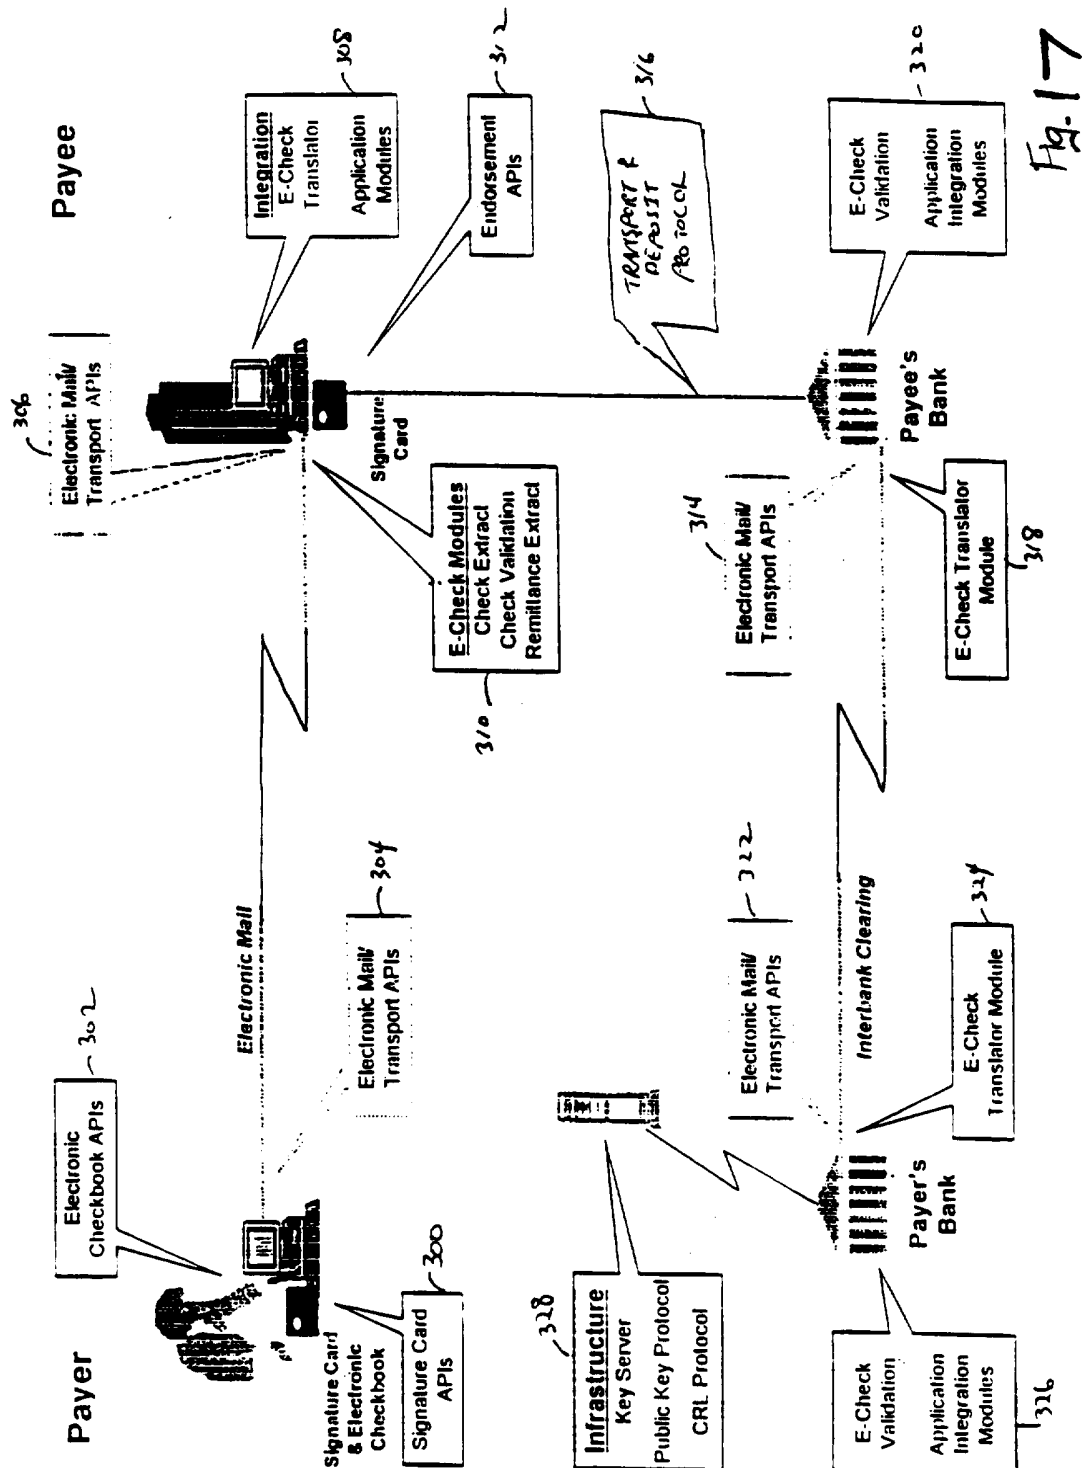 Payer
Payee
302
Electronic
Checkbook APIs
306
Electronic Mail/
Transport APIs
308
Integration
E-Check
Translator
Application
Modules
Electronic Mail
304
Electronic Mail/
Transport APIs
Signature Card
& Electronic
Checkbook
300
Signature Card
APIs
Signature
Card
310
E-Check Modules
Check Extract
Check Validation
Remittance Extract
312
Endorsement
APIs
316
TRANSPORT &
DEPOSIT
PROTOCOL
328
Infrastructure
Key Server
Public Key Protocol
CRL Protocol
322
Electronic Mail/
Transport APIs
314
Electronic Mail/
Transport APIs
Interbank Clearing
Payer's
Bank
Payee's
Bank
E-Check
Validation
Application
Integration
Modules
326
E-Check
Translator Module
324
E-Check Translator
Module
318
E-Check
Validation
Application
Integration
Modules
320
Fig. 17